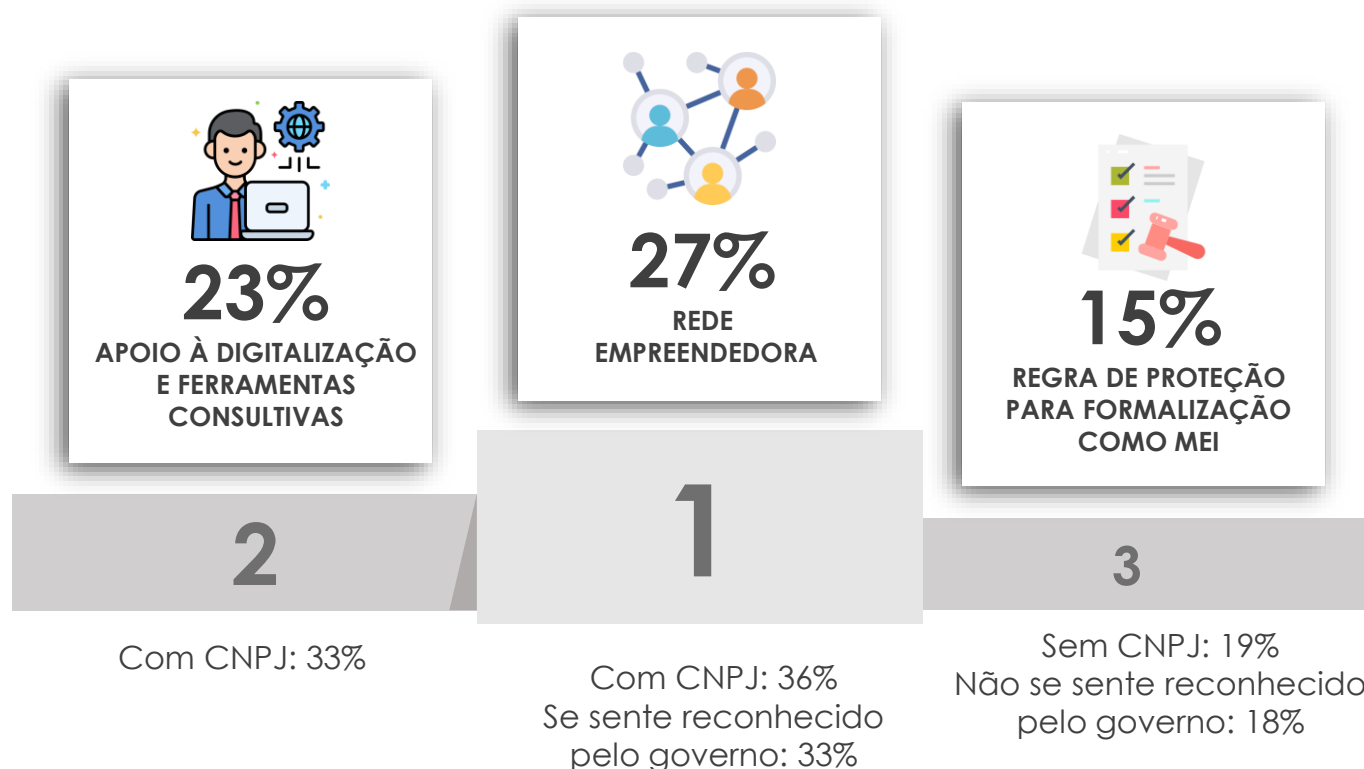 23%
APOIO À DIGITALIZAÇÃO
E FERRAMENTAS
CONSULTIVAS
2
Com CNPJ: 33%
27%
REDE
EMPREENDEDORA
1
Com CNPJ: 36%
Se sente reconhecido
pelo governo: 33%
15%
REGRA DE PROTEÇÃO
PARA FORMALIZAÇÃO
COMO MEI
3
Sem CNPJ: 19%
Não se sente reconhecido
pelo governo: 18%